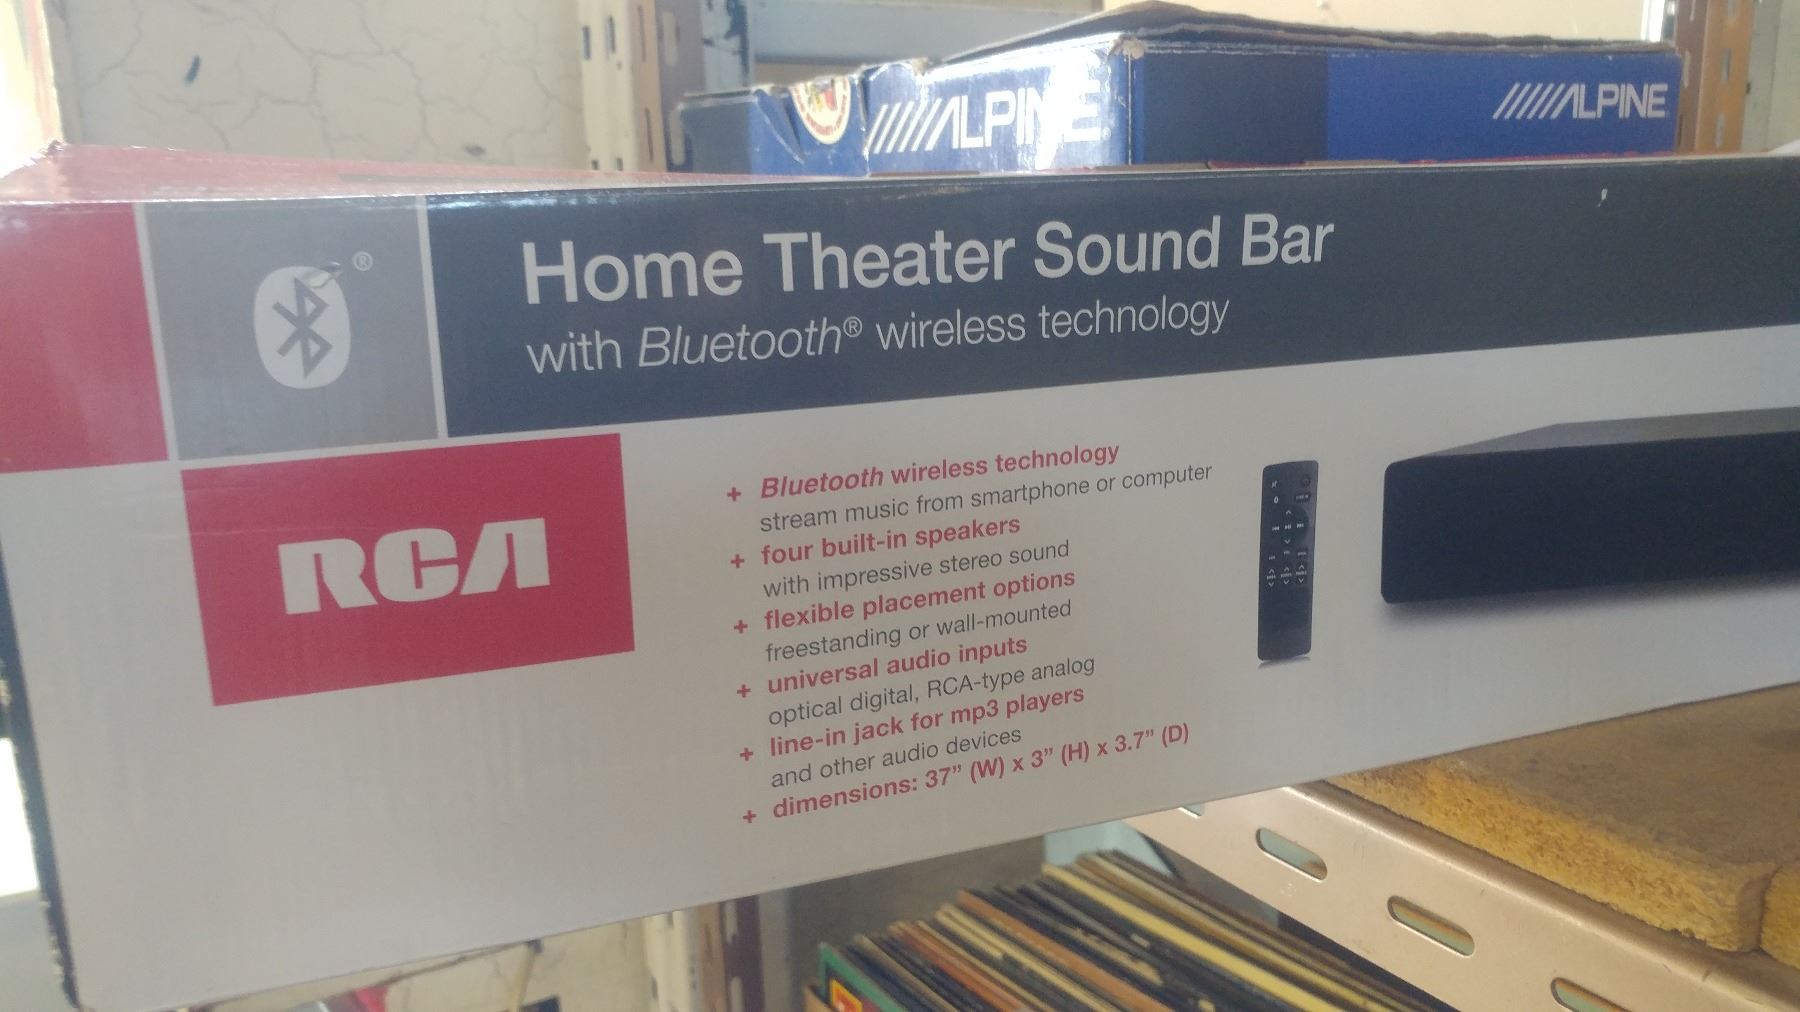 ALPINE
ALPINE
Home Theater Sound Bar
with Bluetooth® wireless technology
®
RCA
+ Bluetooth wireless technology
stream music from smartphone or computer
+ four built-in speakers
with impressive stereo sound
+ flexible placement options
freestanding or wall-mounted
+ universal audio inputs
optical digital, RCA-type analog
+ line-in jack for mp3 players
and other audio devices
+ dimensions: 37” (W) x 3” (H) x 3.7” (D)